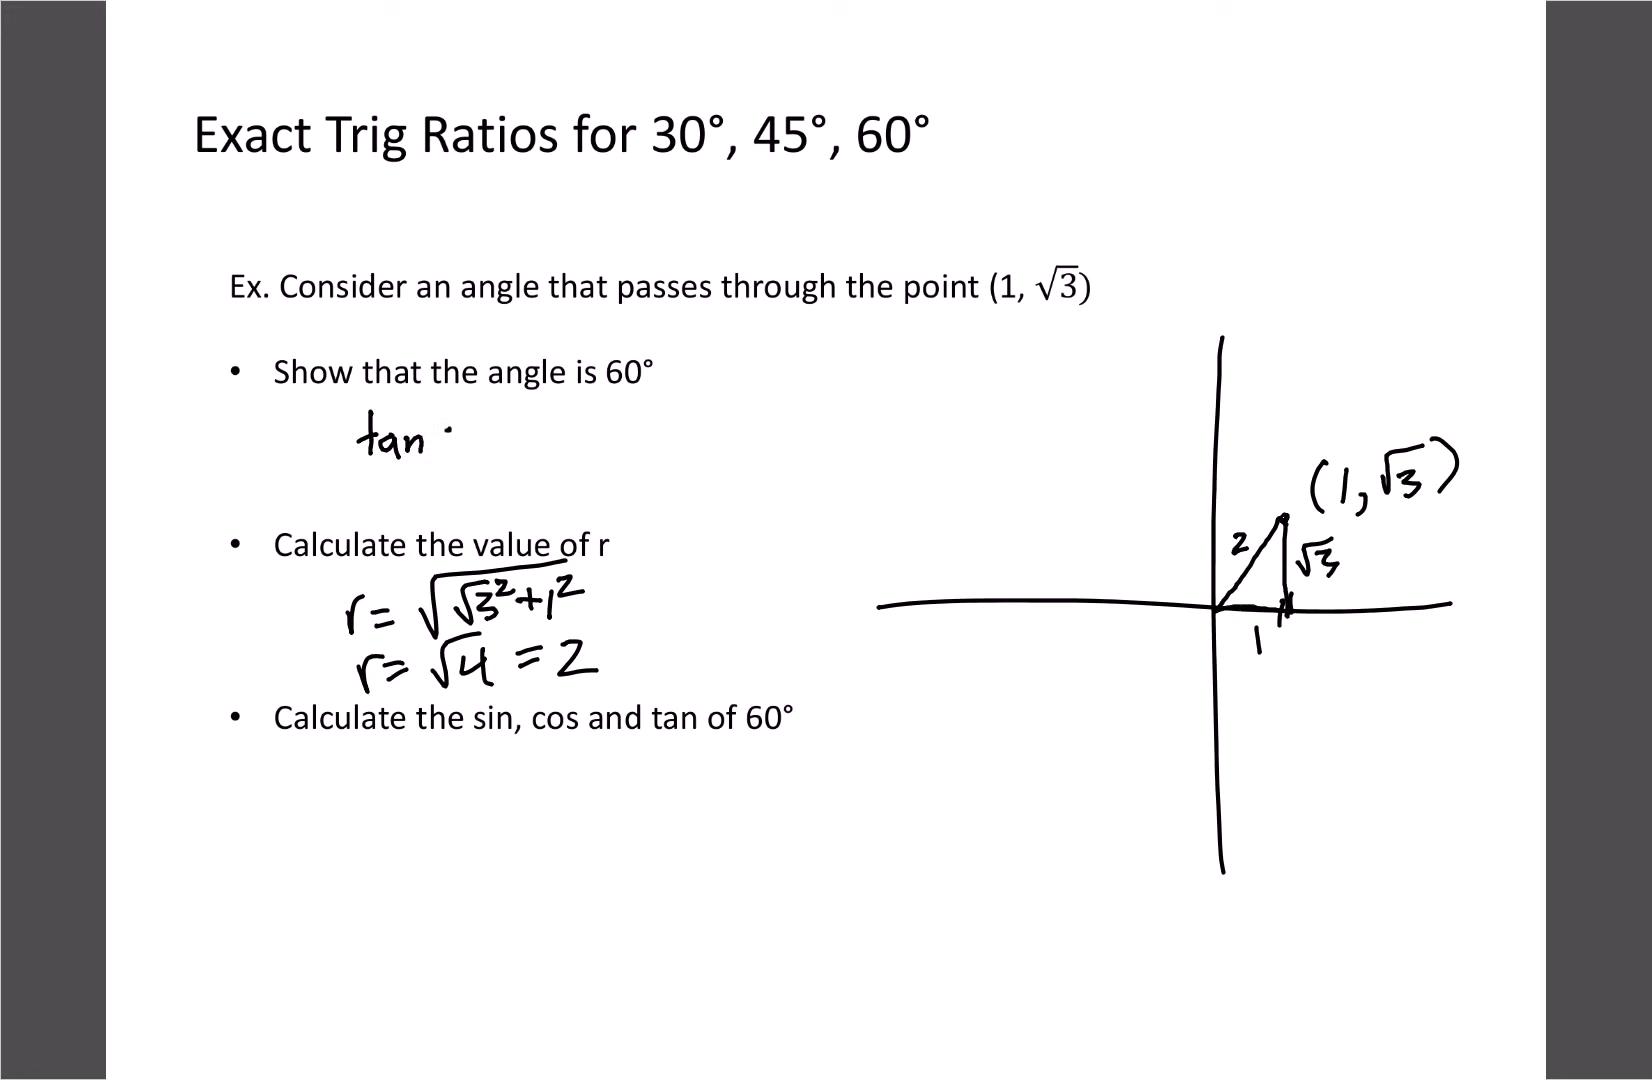 Exact Trig Ratios for 30°, 45°, 60°
Ex. Consider an angle that passes through the point (1, √3)
• Show that the angle is 60°
tan
• Calculate the value of r
r = √(√3² + 1²)
r = √4 = 2
• Calculate the sin, cos and tan of 60°
(1, √3)
2
√3
1